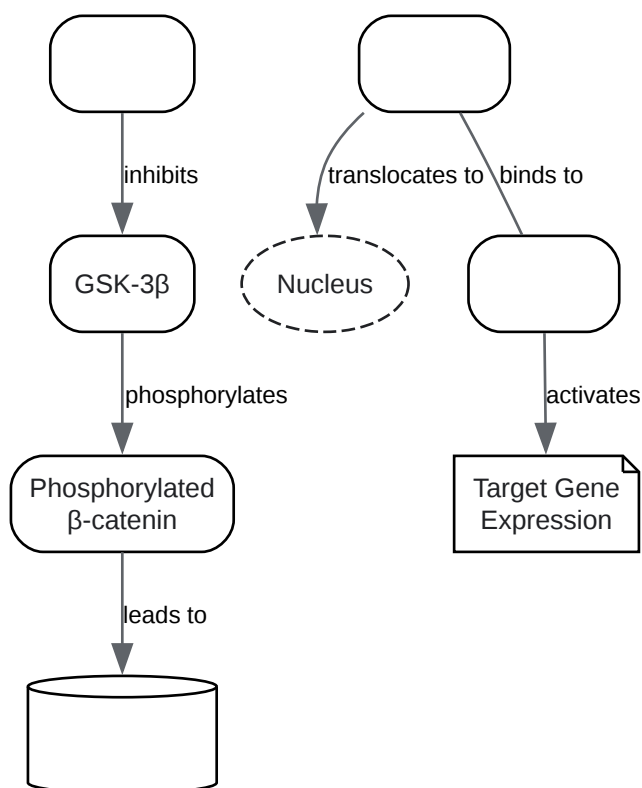 inhibits
translocates to
binds to
GSK-3β
Nucleus
phosphorylates
activates
Phosphorylated
β-catenin
Target Gene
Expression
leads to